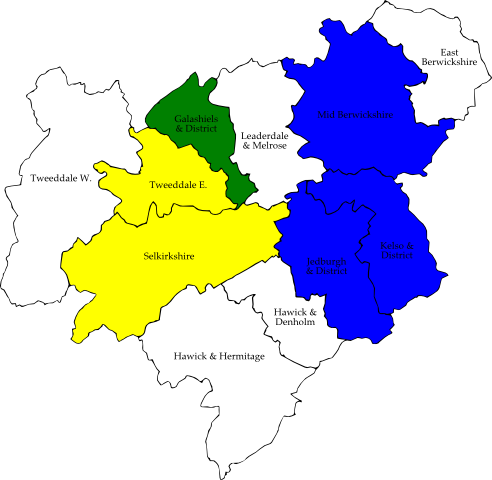 East
Berwickshire
Mid Berwickshire
Galashiels
& District
Leaderdale
& Melrose
Tweeddale W.
Tweeddale E.
Selkirkshire
Kelso &
District
Jedburgh
& District
Hawick &
Denholm
Hawick & Hermitage